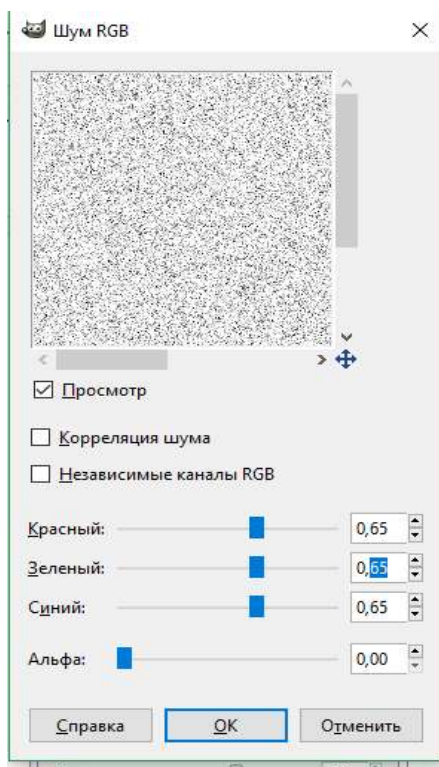 Шум RGB
Просмотр
Корреляция шума
Независимые каналы RGB
Красный: 0,65
Зеленый: 0,65
Синий: 0,65
Альфа: 0,00
Справка OK Отменить